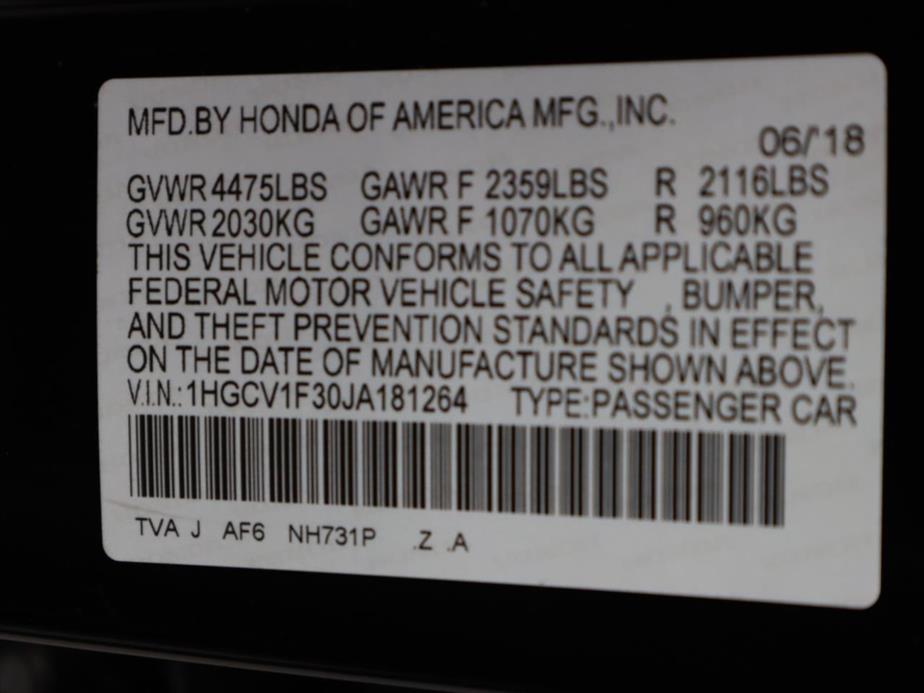 MFD.BY HONDA OF AMERICA MFG.,INC.
06/'18
GVWR 4475LBS GAWR F 2359LBS R 2116LBS
GVWR 2030KG GAWR F 1070KG R 960KG
THIS VEHICLE CONFORMS TO ALL APPLICABLE
FEDERAL MOTOR VEHICLE SAFETY , BUMPER,
AND THEFT PREVENTION STANDARDS IN EFFECT
ON THE DATE OF MANUFACTURE SHOWN ABOVE.
V.I.N.:1HGCV1F30JA181264 TYPE:PASSENGER CAR
TVA J AF6 NH731P .Z .A